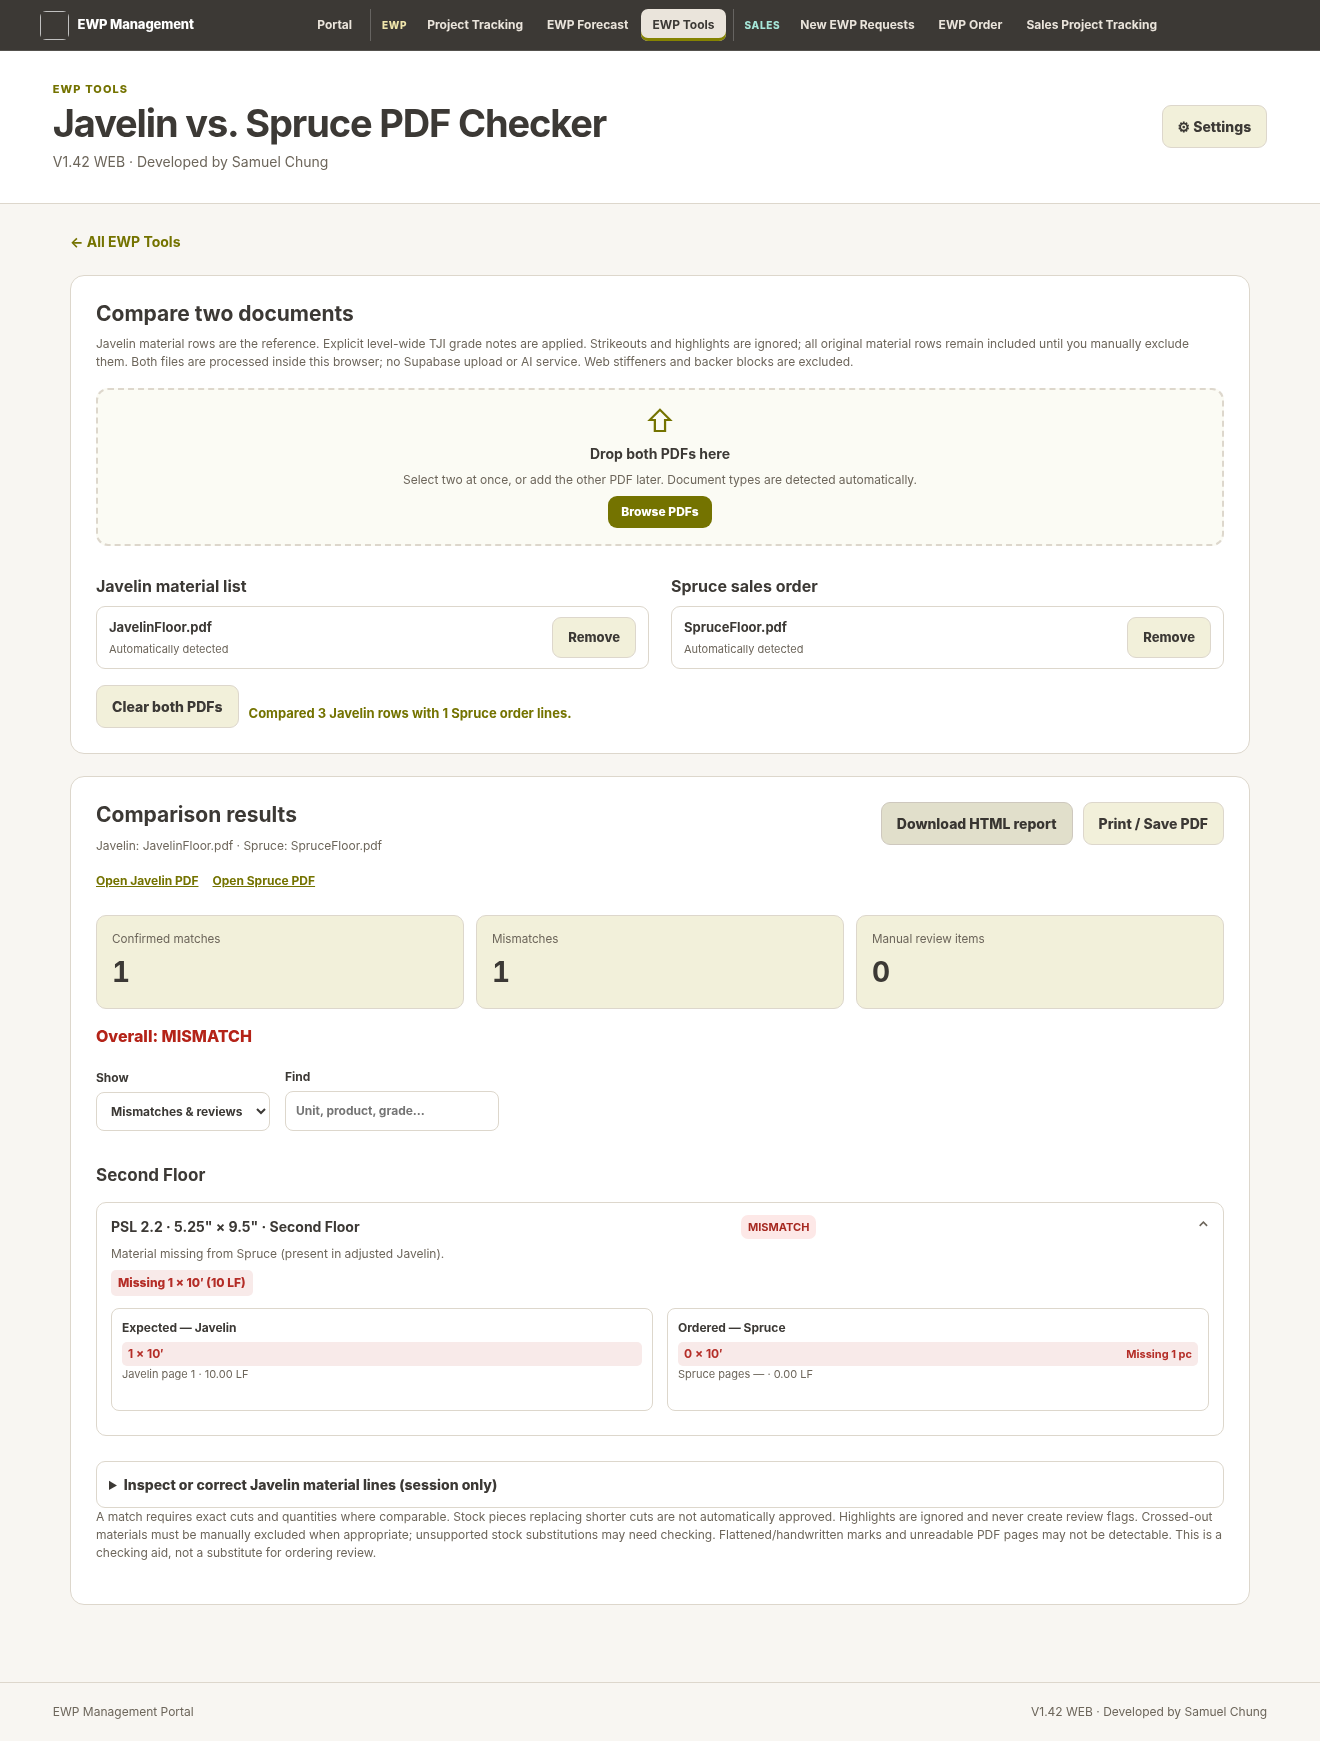 EWP Management
Portal
EWP
Project Tracking
EWP Forecast
EWP Tools
SALES
New EWP Requests
EWP Order
Sales Project Tracking
EWP TOOLS
Javelin vs. Spruce PDF Checker
V1.42 WEB · Developed by Samuel Chung
⚙ Settings
← All EWP Tools
Compare two documents
Javelin material rows are the reference. Explicit level-wide TJI grade notes are applied. Strikeouts and highlights are ignored; all original material rows remain included until you manually exclude
them. Both files are processed inside this browser; no Supabase upload or AI service. Web stiffeners and backer blocks are excluded.
⇧
Drop both PDFs here
Select two at once, or add the other PDF later. Document types are detected automatically.
Browse PDFs
Javelin material list
JavelinFloor.pdf
Automatically detected
Remove
Spruce sales order
SpruceFloor.pdf
Automatically detected
Remove
Clear both PDFs
Compared 3 Javelin rows with 1 Spruce order lines.
Comparison results
Javelin: JavelinFloor.pdf · Spruce: SpruceFloor.pdf
Download HTML report
Print / Save PDF
Open Javelin PDF
Open Spruce PDF
Confirmed matches
1
Mismatches
1
Manual review items
0
Overall: MISMATCH
Show
Mismatches & reviews
Find
Unit, product, grade...
Second Floor
PSL 2.2 · 5.25" × 9.5" · Second Floor
MISMATCH
Material missing from Spruce (present in adjusted Javelin).
Missing 1 × 10′ (10 LF)
Expected — Javelin
1 × 10′
Javelin page 1 · 10.00 LF
Ordered — Spruce
0 × 10′
Missing 1 pc
Spruce pages — · 0.00 LF
▶ Inspect or correct Javelin material lines (session only)
A match requires exact cuts and quantities where comparable. Stock pieces replacing shorter cuts are not automatically approved. Highlights are ignored and never create review flags. Crossed-out
materials must be manually excluded when appropriate; unsupported stock substitutions may need checking. Flattened/handwritten marks and unreadable PDF pages may not be detectable. This is a
checking aid, not a substitute for ordering review.
EWP Management Portal
V1.42 WEB · Developed by Samuel Chung